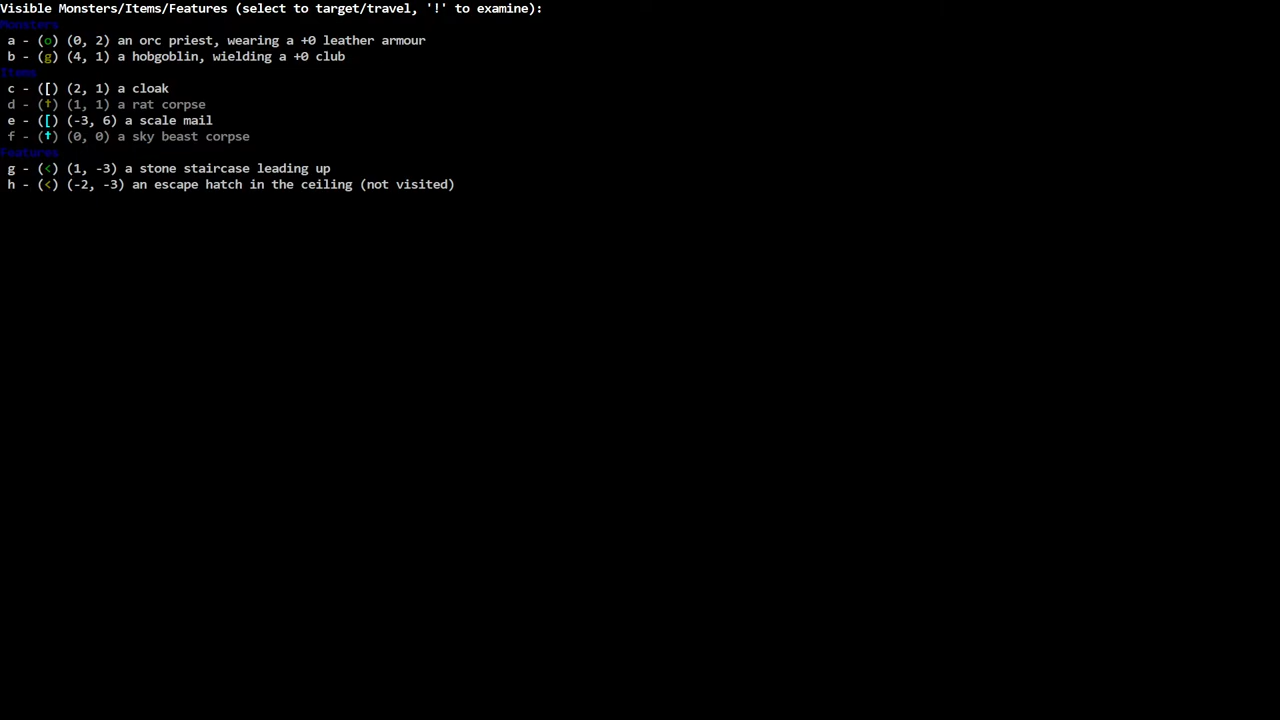 Visible Monsters/Items/Features (select to target/travel, '!' to examine):
Monsters
a - (o) (0, 2) an orc priest, wearing a +0 leather armour
b - (g) (4, 1) a hobgoblin, wielding a +0 club
Items
c - ([) (2, 1) a cloak
d - (†) (1, 1) a rat corpse
e - ([) (-3, 6) a scale mail
f - (†) (0, 0) a sky beast corpse
Features
g - (<) (1, -3) a stone staircase leading up
h - (<) (-2, -3) an escape hatch in the ceiling (not visited)